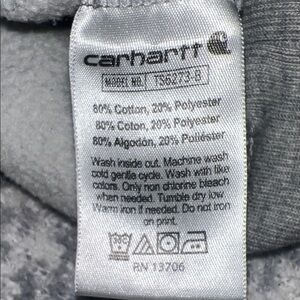 carhartt
MODEL NO. TS6273-B
80% Cotton, 20% Polyester
80% Coton, 20% Polyester
80% Algodón, 20% Poliéster
Wash inside out. Machine wash
cold gentle cycle. Wash with like
colors. Only non chlorine bleach
when needed. Tumble dry low
Warm iron if needed. Do not iron
on print.
RN 13706